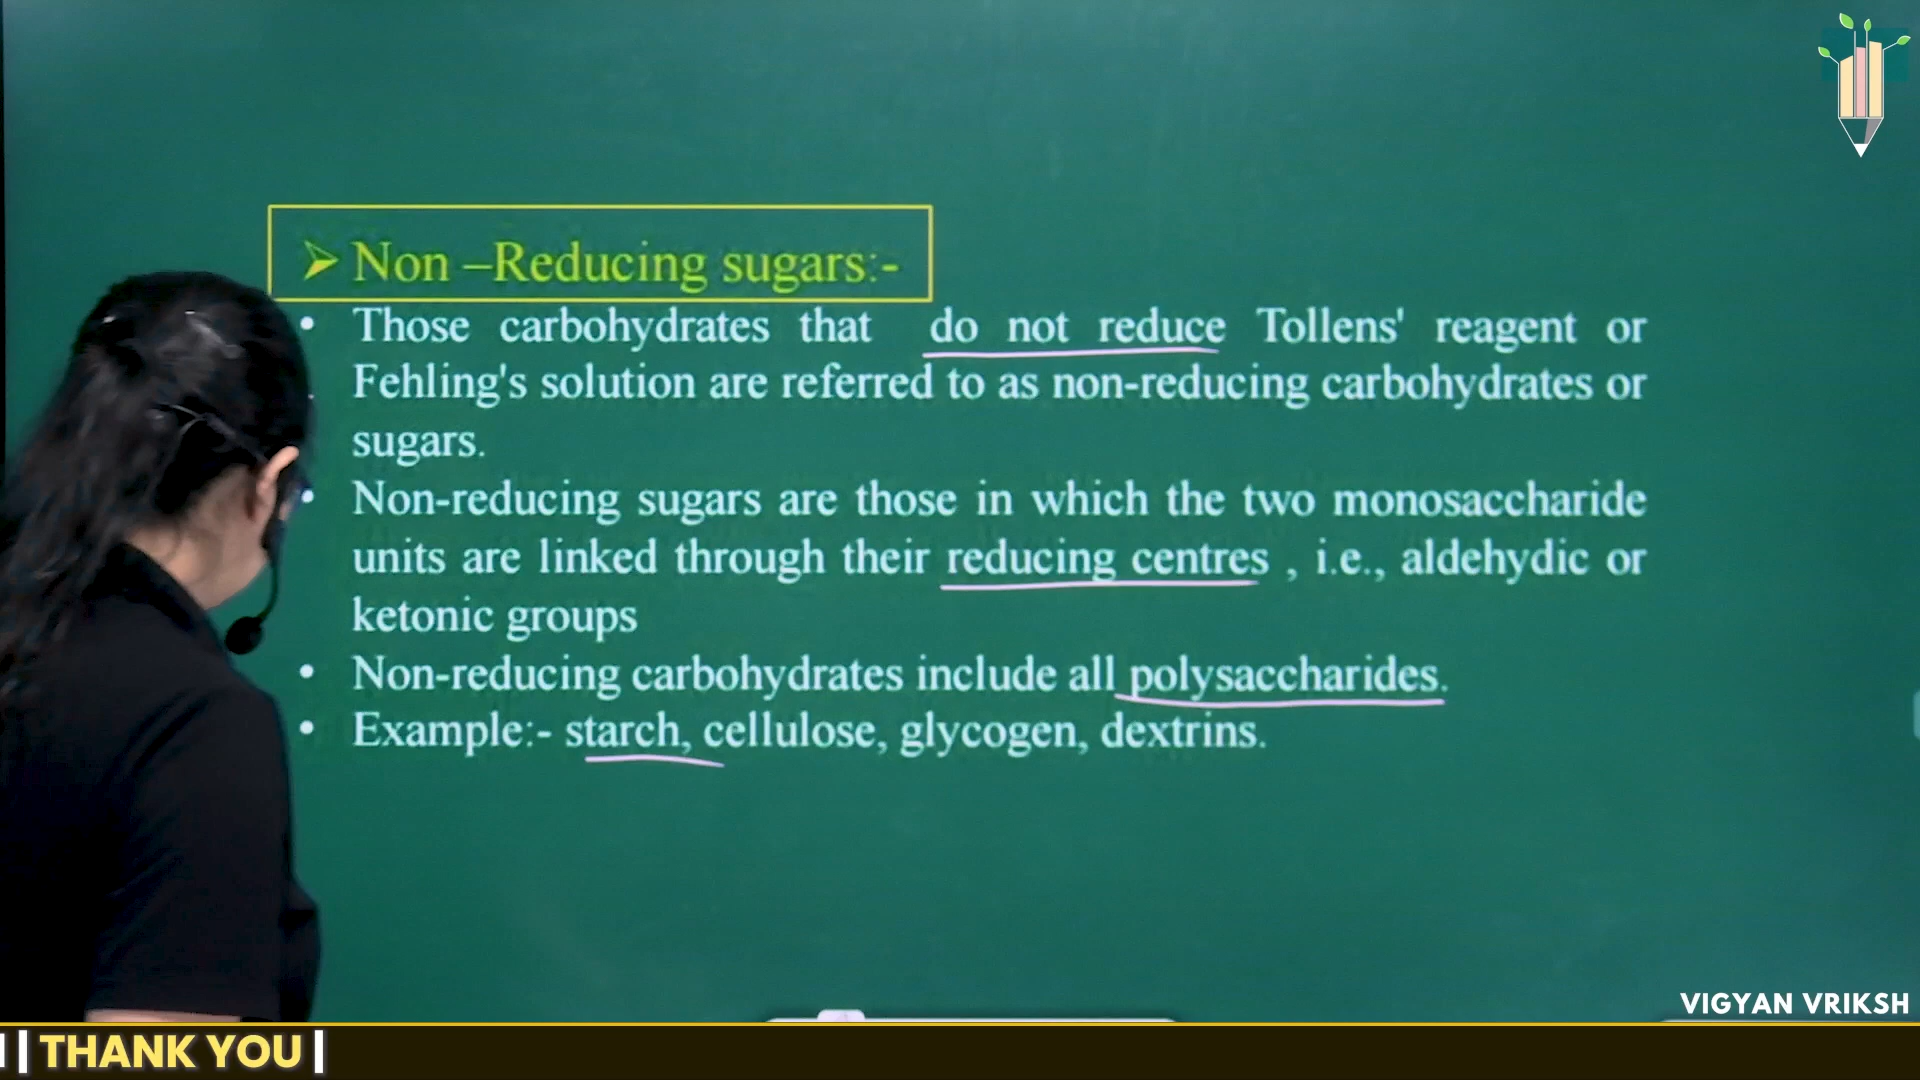 ➢ Non –Reducing sugars:-
• Those carbohydrates that do not reduce Tollens' reagent or
Fehling's solution are referred to as non-reducing carbohydrates or
sugars.
• Non-reducing sugars are those in which the two monosaccharide
units are linked through their reducing centres , i.e., aldehydic or
ketonic groups
• Non-reducing carbohydrates include all polysaccharides.
• Example:- starch, cellulose, glycogen, dextrins.
VIGYAN VRIKSH
| THANK YOU |